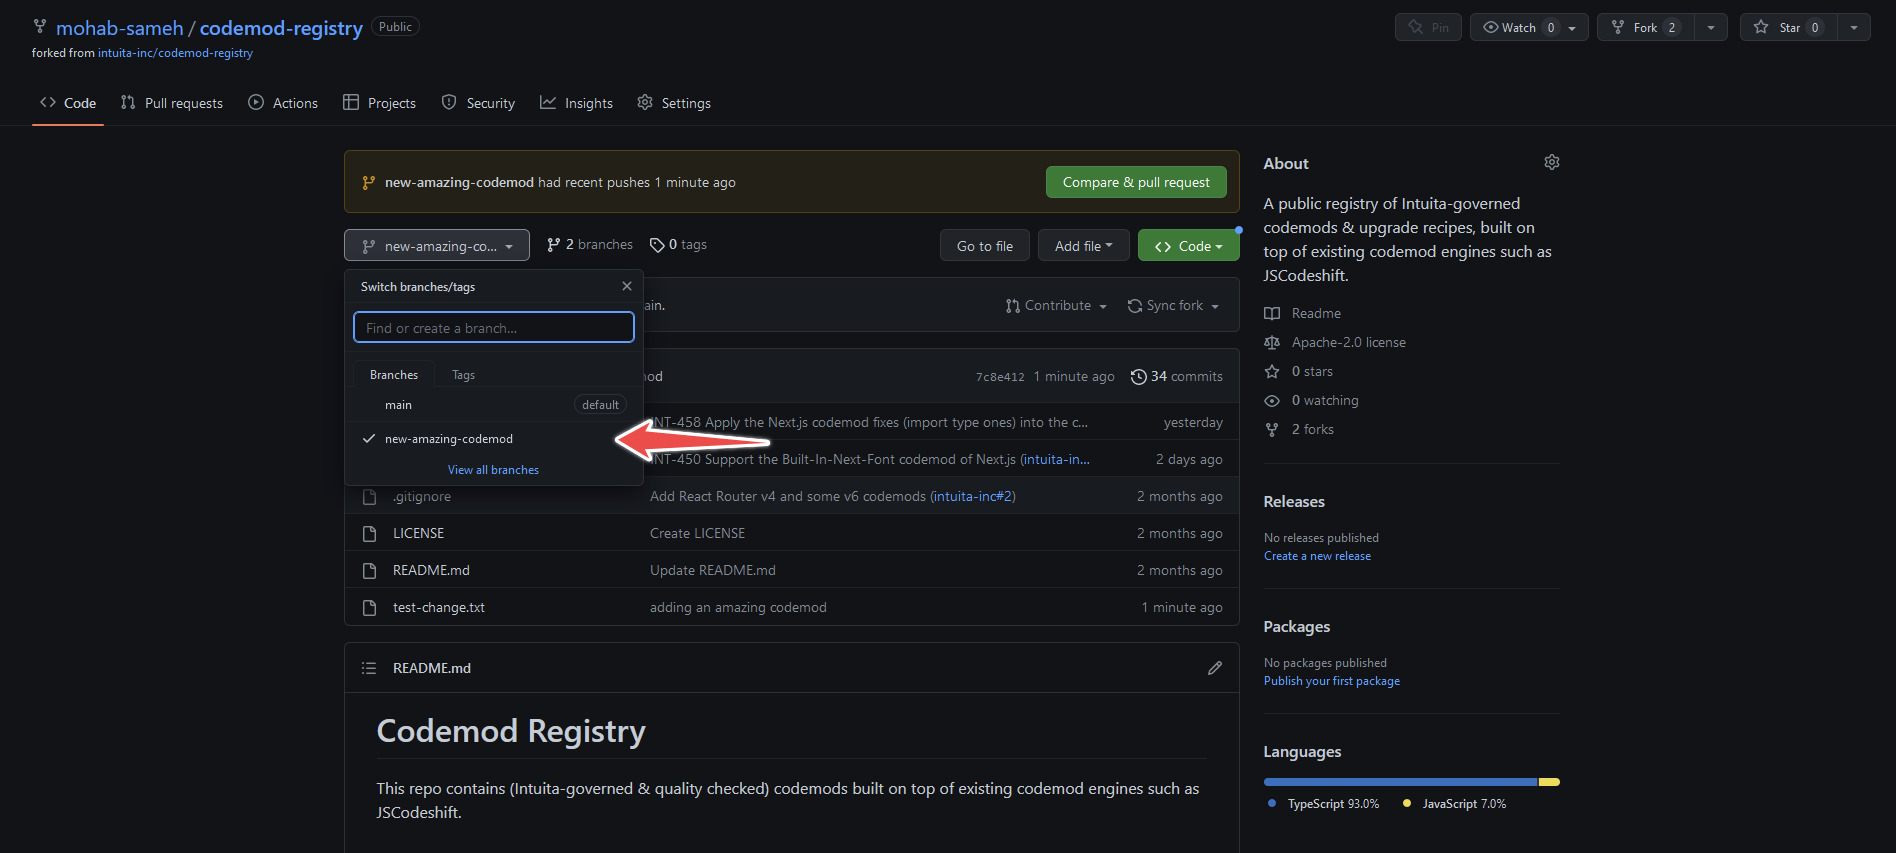 mohab-sameh / codemod-registry Public
Pin Watch 0 Fork 2 Star 0
forked from intuita-inc/codemod-registry
Code Pull requests Actions Projects Security Insights Settings
new-amazing-codemod had recent pushes 1 minute ago Compare & pull request
new-amazing-co... 2 branches 0 tags Go to file Add file Code
Switch branches/tags
ain. Contribute Sync fork
Find or create a branch...
Branches Tags
mod 7c8e412 1 minute ago 34 commits
main default
INT-458 Apply the Next.js codemod fixes (import type ones) into the c... yesterday
new-amazing-codemod
INT-450 Support the Built-In-Next-Font codemod of Next.js (intuita-in... 2 days ago
View all branches
.gitignore Add React Router v4 and some v6 codemods (intuita-inc#2) 2 months ago
LICENSE Create LICENSE 2 months ago
README.md Update README.md 2 months ago
test-change.txt adding an amazing codemod 1 minute ago
README.md
Codemod Registry
This repo contains (Intuita-governed & quality checked) codemods built on top of existing codemod engines such as
JSCodeshift.
About
A public registry of Intuita-governed
codemods & upgrade recipes, built on
top of existing codemod engines such as
JSCodeshift.
Readme
Apache-2.0 license
0 stars
0 watching
2 forks
Releases
No releases published
Create a new release
Packages
No packages published
Publish your first package
Languages
TypeScript 93.0% JavaScript 7.0%